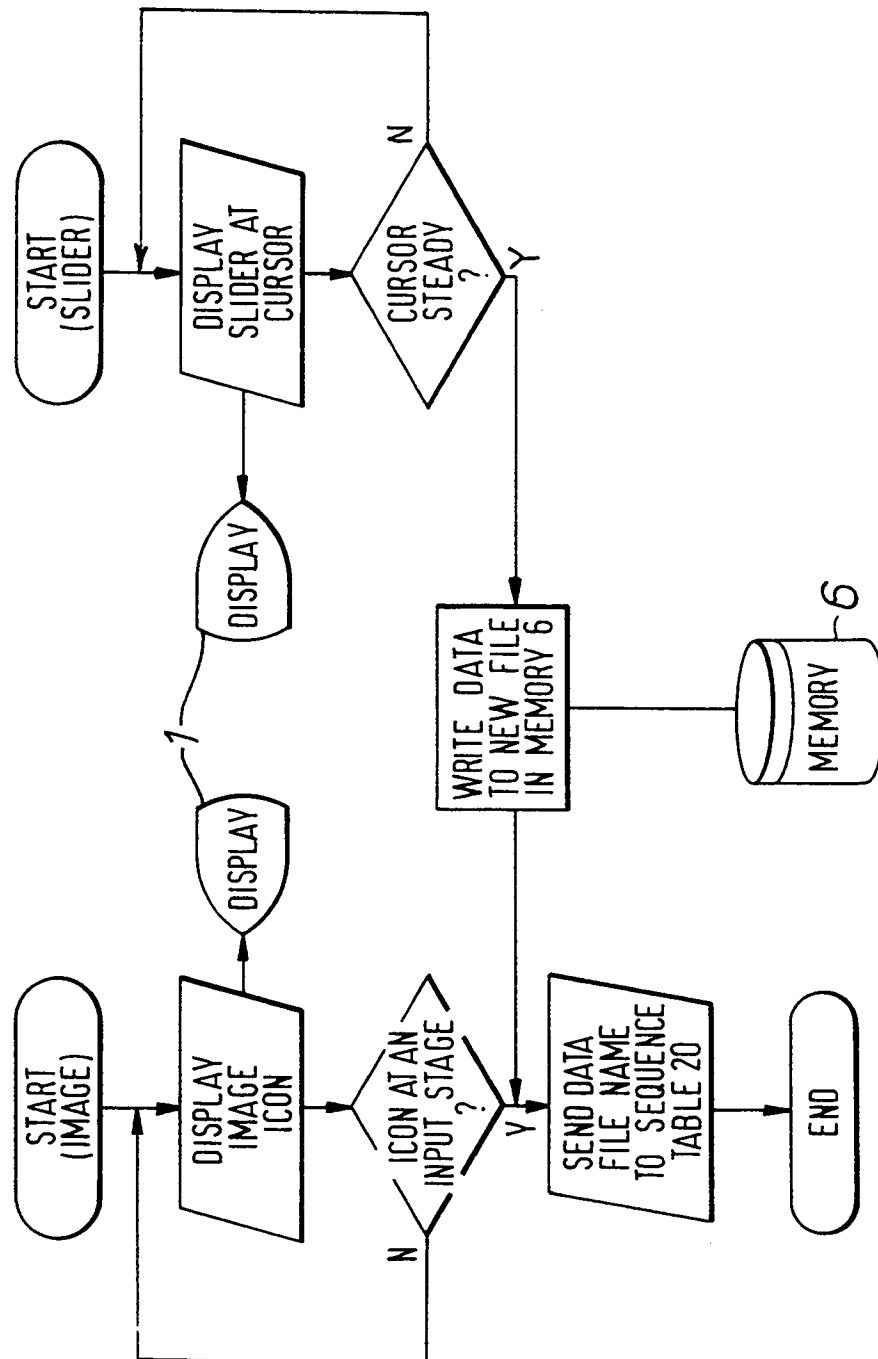 START
(IMAGE)
DISPLAY
IMAGE
ICON
DISPLAY
ICON AT AN
INPUT STAGE
?
N
Y
SEND DATA
FILE NAME
TO SEQUENCE
TABLE 20
END
1
START
(SLIDER)
DISPLAY
SLIDER AT
CURSOR
DISPLAY
CURSOR
STEADY
?
N
Y
WRITE DATA
TO NEW FILE
IN MEMORY 6
MEMORY
6